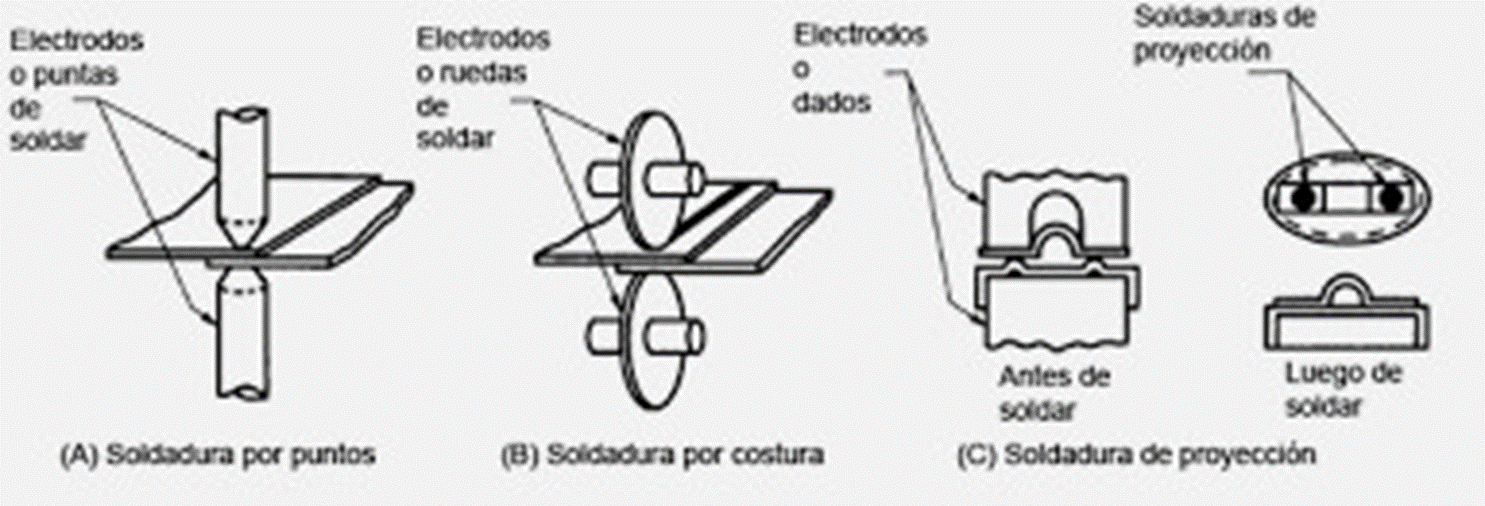 Electrodos
o puntas
de
soldar
Electrodos
o ruedas
de
soldar
Electrodos
o
dados
Soldaduras de
proyección
Antes de
soldar
Luego de
soldar
(A) Soldadura por puntos
(B) Soldadura por costura
(C) Soldadura de proyección